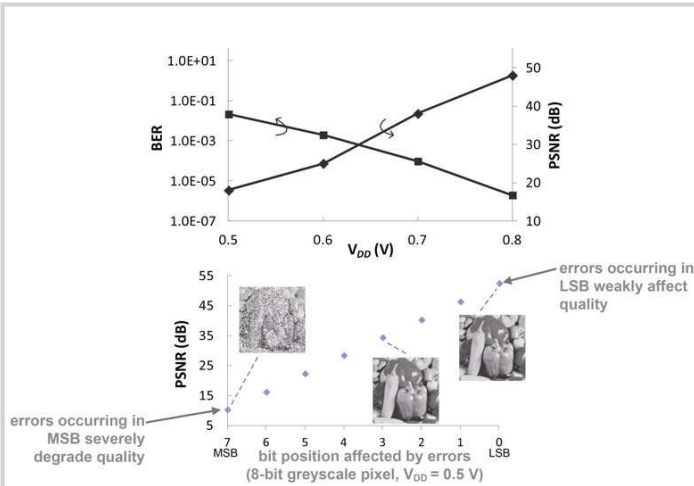 1.0E+01
1.0E-01
1.0E-03
1.0E-05
1.0E-07
BER
50
40
30
20
10
PSNR (dB)
0.5 0.6 0.7 0.8
VDD (V)
55
45
35
25
15
5
PSNR (dB)
errors occurring in
LSB weakly affect
quality
errors occurring in
MSB severely
degrade quality
7 6 5 4 3 2 1 0
MSB LSB
bit position affected by errors
(8-bit greyscale pixel, VDD = 0.5 V)